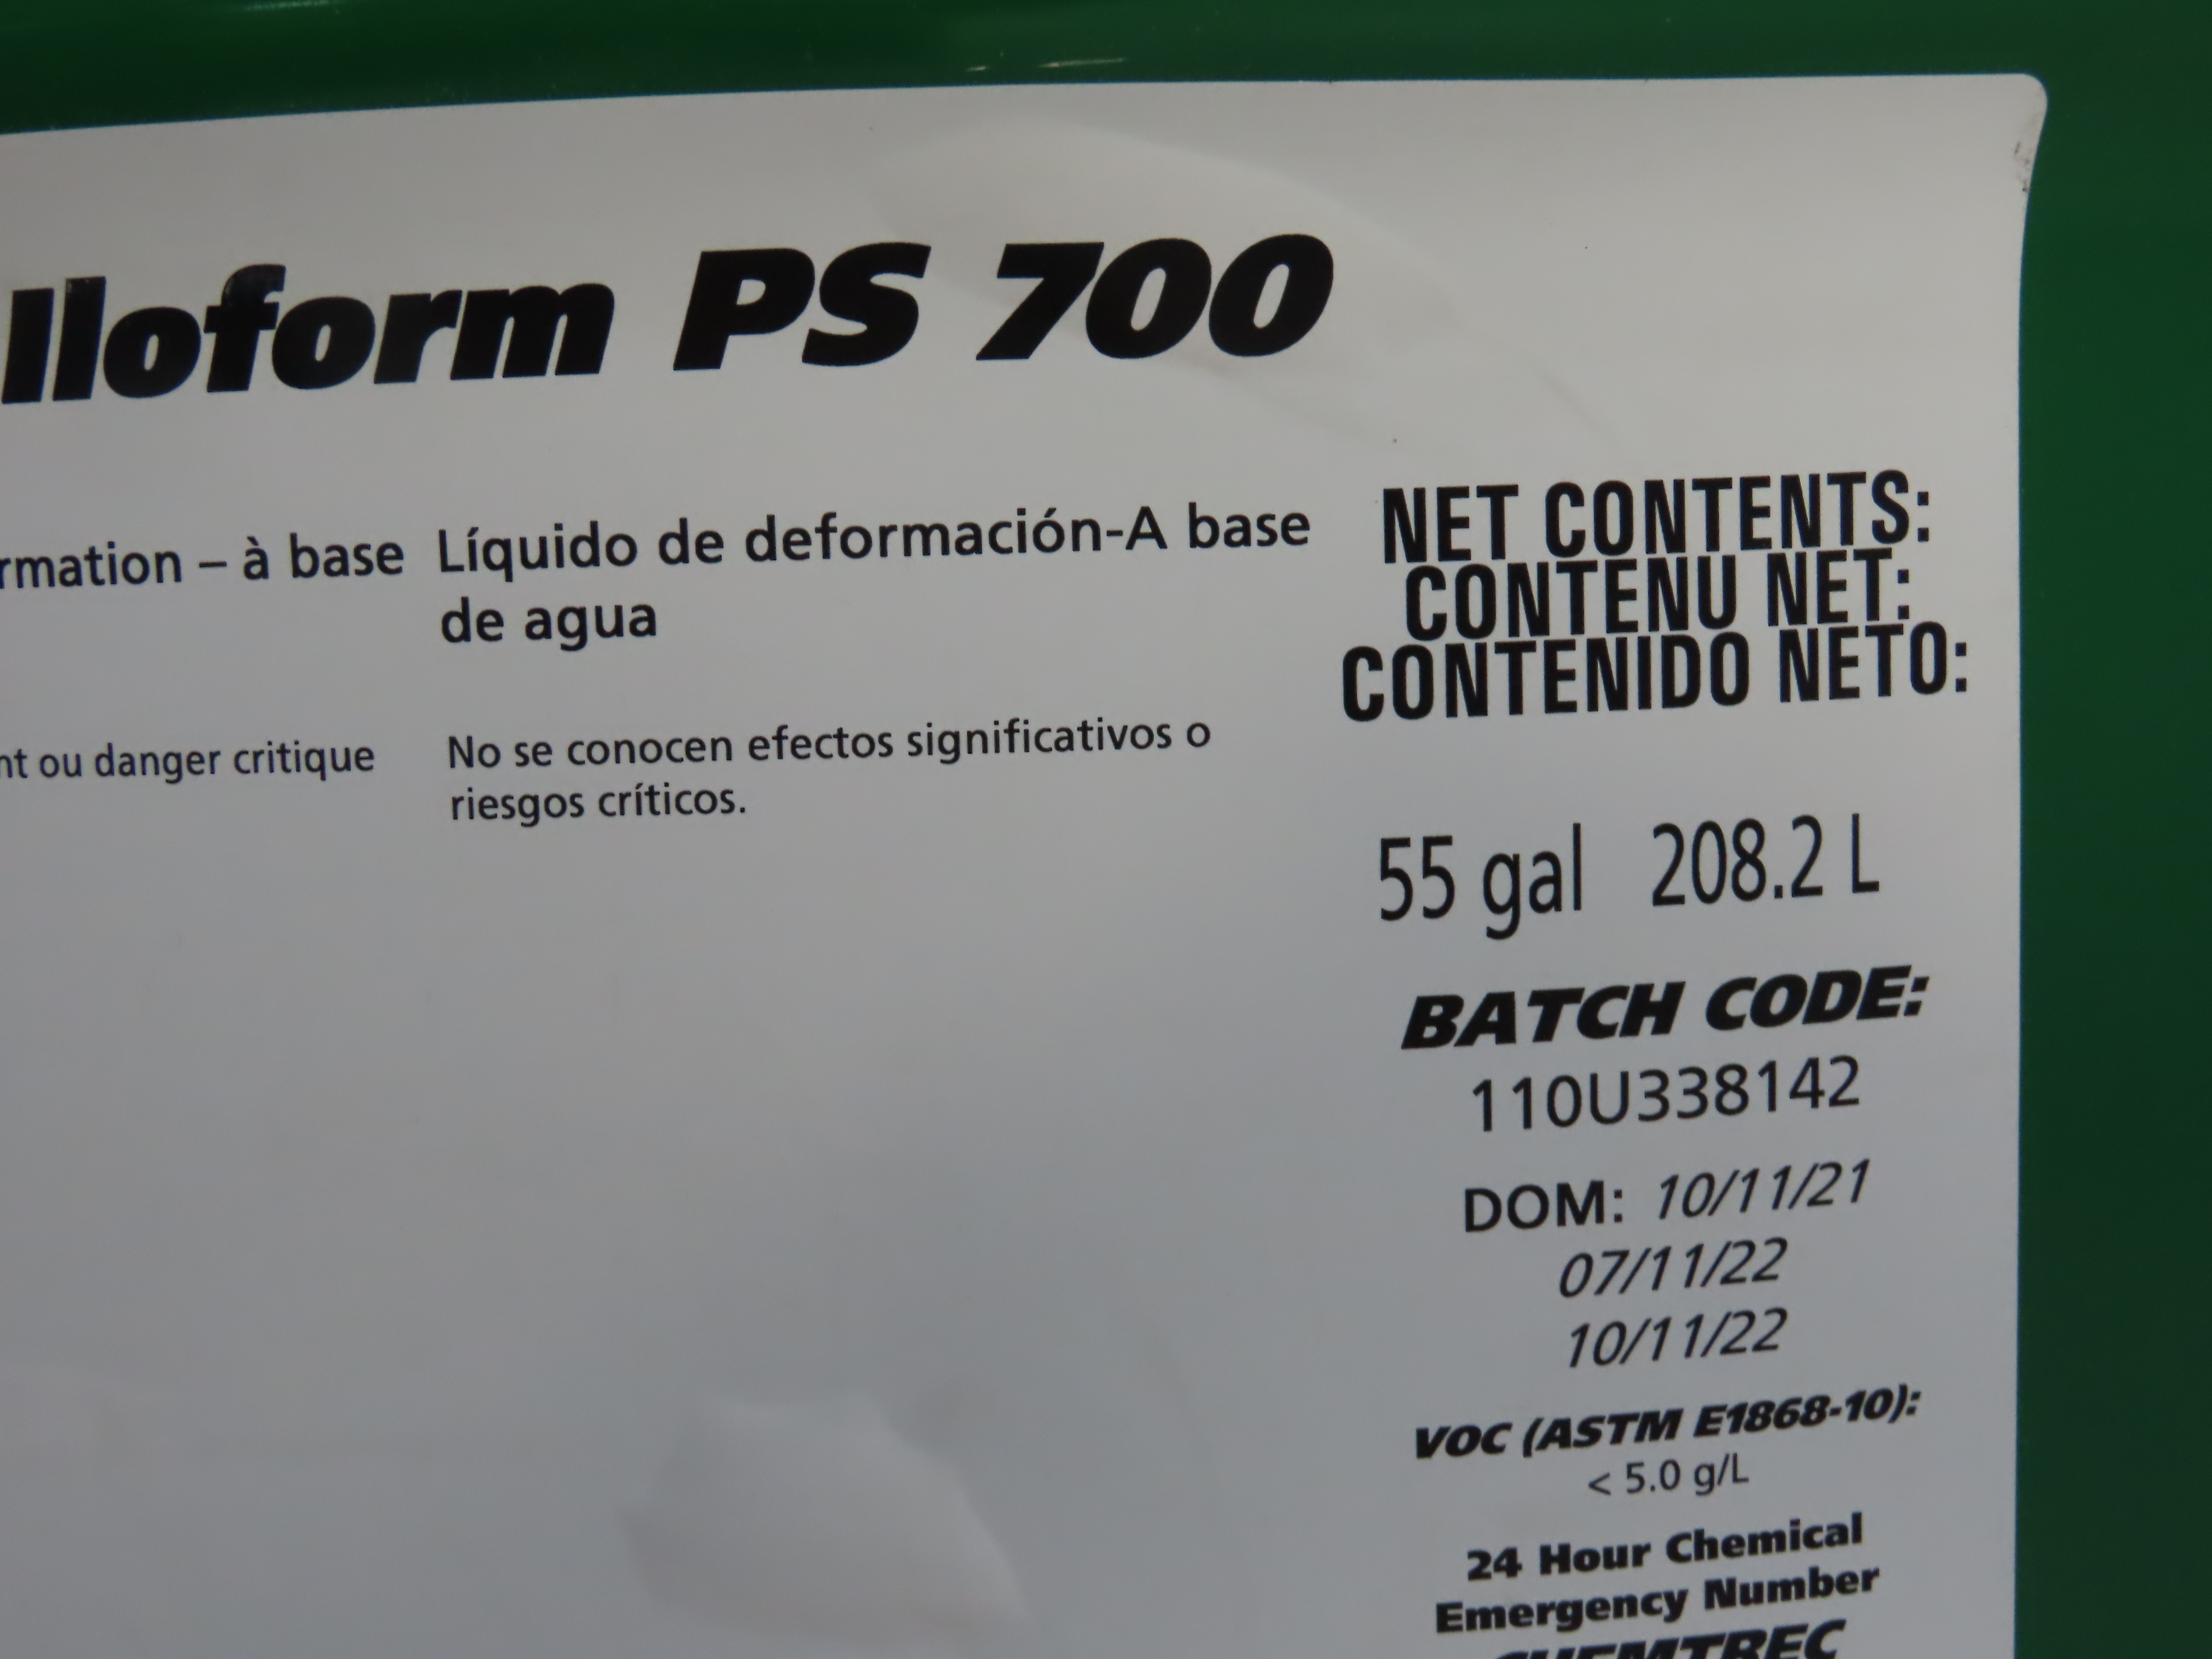 lloform PS 700
rmation – à base
Líquido de deformación-A base
de agua
nt ou danger critique
No se conocen efectos significativos o
riesgos críticos.
NET CONTENTS:
CONTENU NET:
CONTENIDO NETO:
55 gal 208.2 L
BATCH CODE:
110U338142
DOM: 10/11/21
07/11/22
10/11/22
VOC (ASTM E1868-10):
< 5.0 g/L
24 Hour Chemical
Emergency Number
CHEMTREC